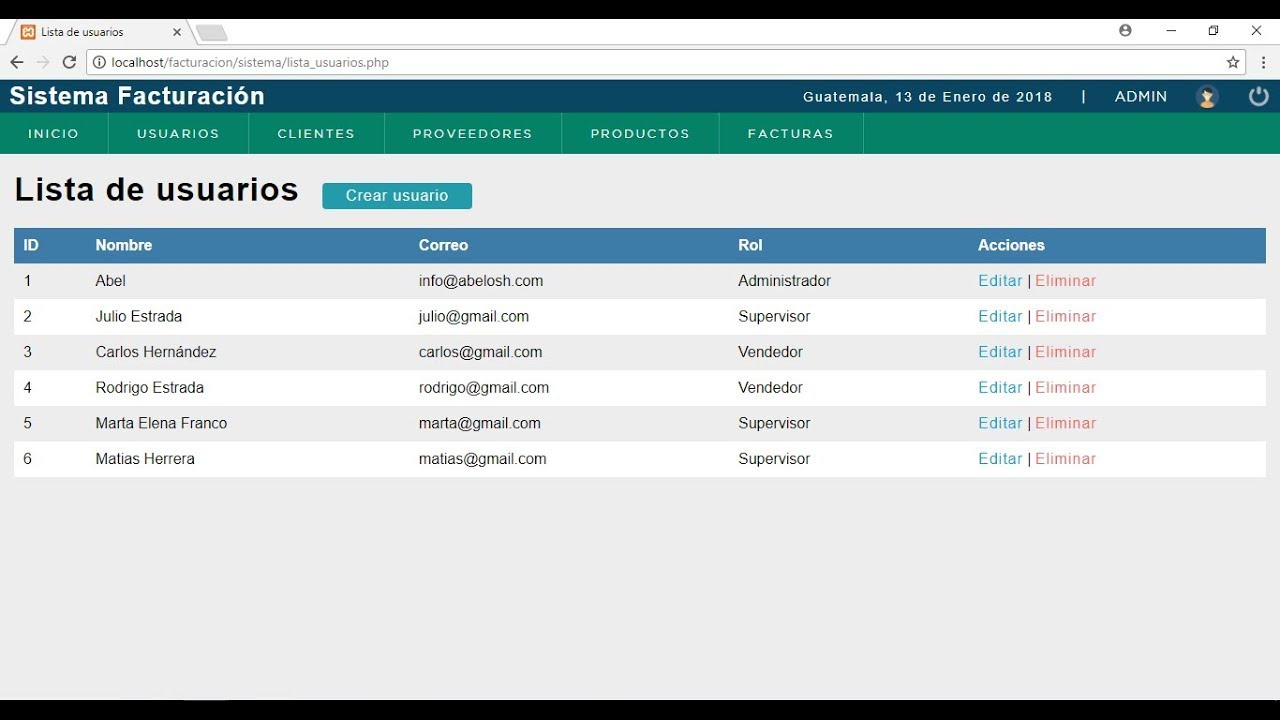 Lista de usuarios
localhost/facturacion/sistema/lista_usuarios.php
Sistema Facturación Guatemala, 13 de Enero de 2018 | ADMIN
INICIO USUARIOS CLIENTES PROVEEDORES PRODUCTOS FACTURAS
Lista de usuarios Crear usuario
ID Nombre Correo Rol Acciones
1 Abel info@abelosh.com Administrador Editar | Eliminar
2 Julio Estrada julio@gmail.com Supervisor Editar | Eliminar
3 Carlos Hernández carlos@gmail.com Vendedor Editar | Eliminar
4 Rodrigo Estrada rodrigo@gmail.com Vendedor Editar | Eliminar
5 Marta Elena Franco marta@gmail.com Supervisor Editar | Eliminar
6 Matias Herrera matias@gmail.com Supervisor Editar | Eliminar